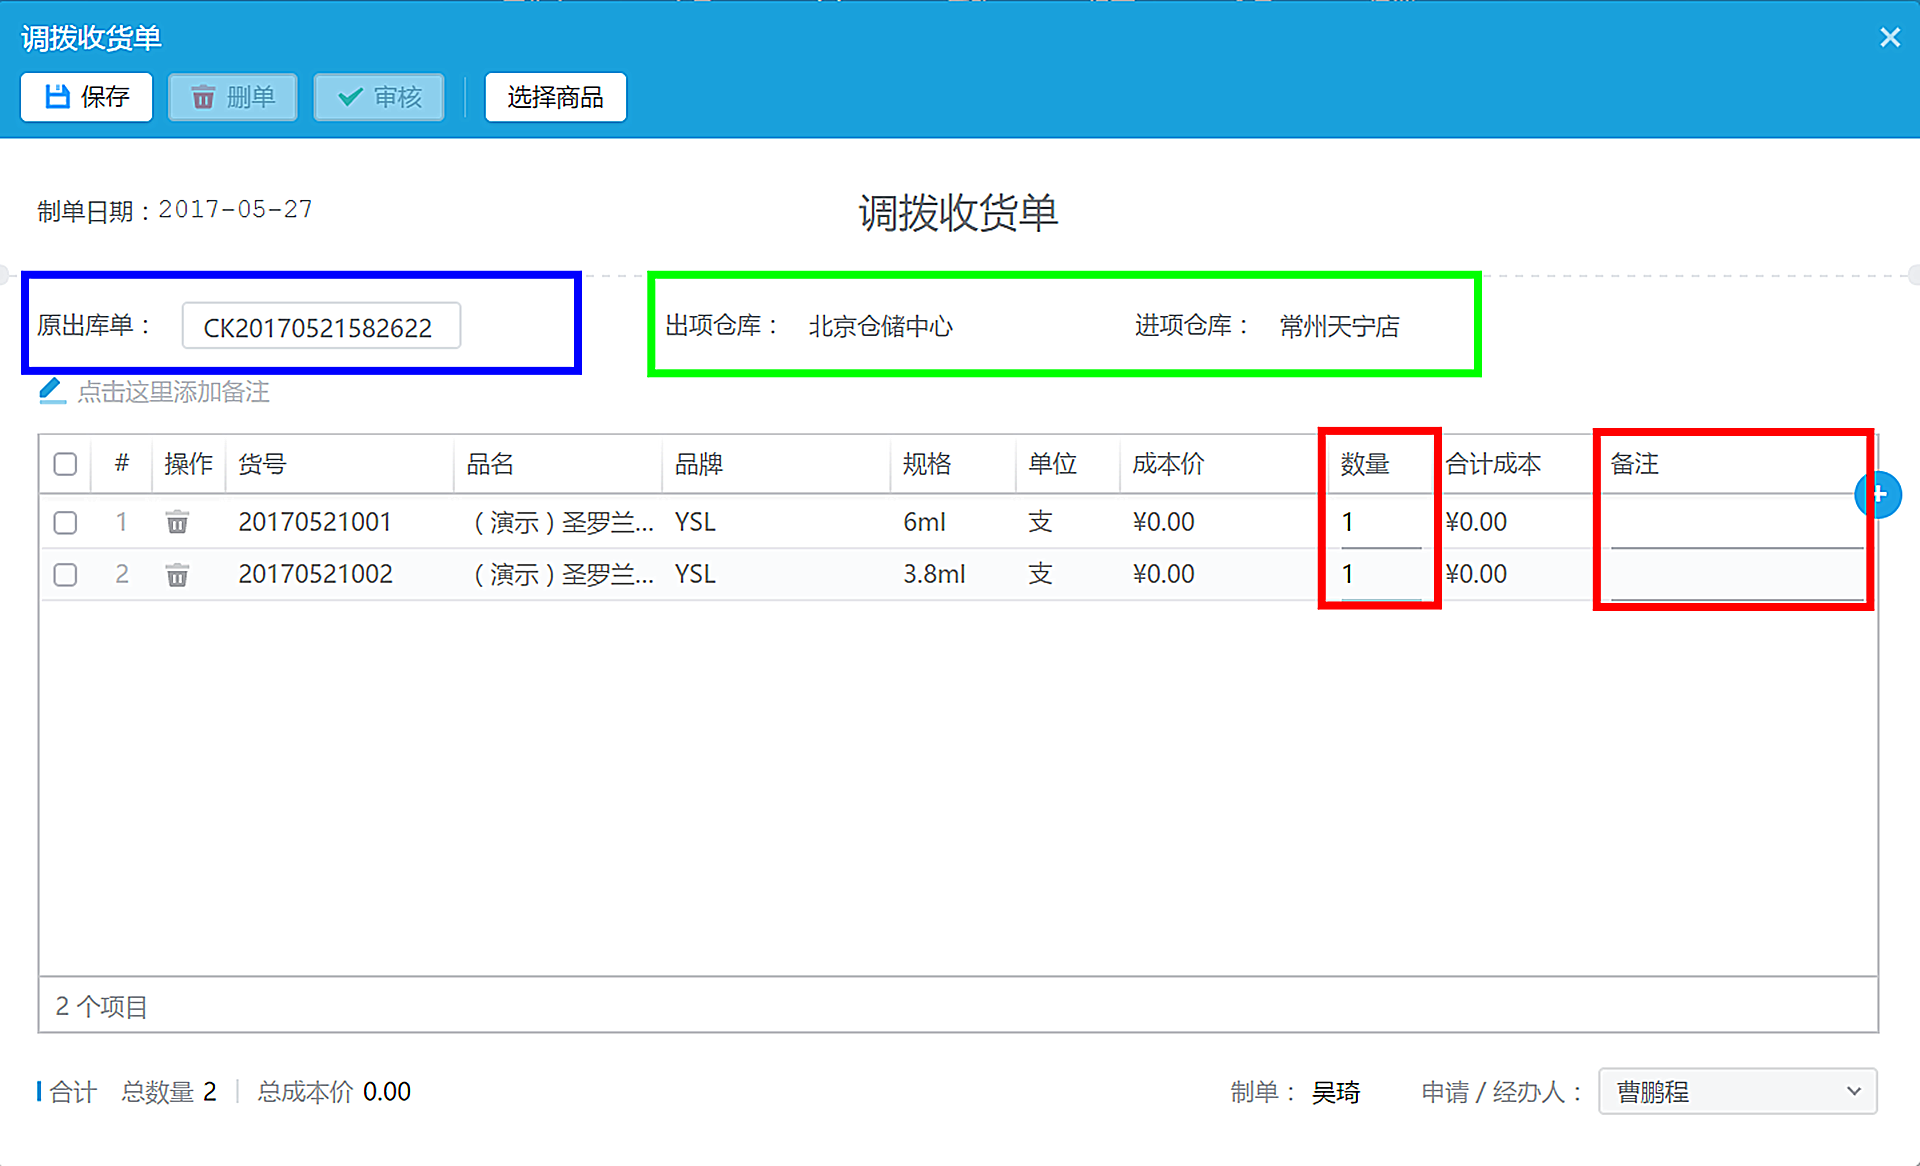 调拨收货单
保存 删单 审核 选择商品
制单日期：2017-05-27
调拨收货单
原出库单： CK20170521582622 出项仓库： 北京仓储中心 进项仓库： 常州天宁店
点击这里添加备注
# 操作 货号 品名 品牌 规格 单位 成本价 数量 合计成本 备注
1 20170521001 （演示）圣罗兰... YSL 6ml 支 ¥0.00 1 ¥0.00
2 20170521002 （演示）圣罗兰... YSL 3.8ml 支 ¥0.00 1 ¥0.00
2 个项目
合计 总数量 2 总成本价 0.00 制单： 吴琦 申请 / 经办人： 曹鹏程